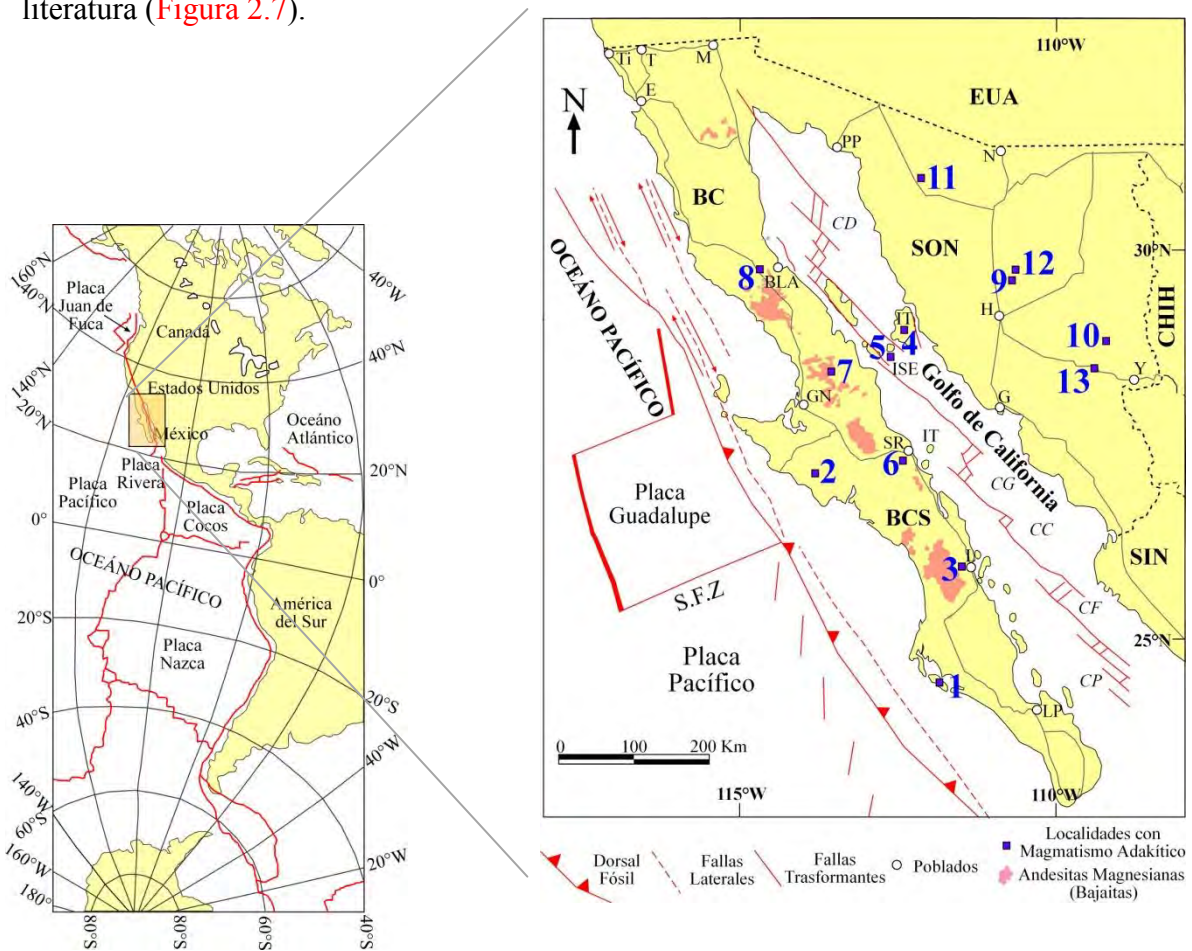 literatura (Figura 2.7).
160°N
140°N
Placa
Juan de
Fuca
Canadá
40°W
40°N
140°W
20°N
Estados Unidos
México
Océano
Atlántico
20°N
Placa
Rivera
Placa
Pacífico
Placa
Cocos
0°
OCEÁNO PACÍFICO
0°
América
del Sur
20°S
Placa
Nazca
20°S
40°S
40°W
140°W
60°S
160°W
20°W
180°
80°S
80°S
60°S
40°S
115°W
110°W
Ti
T
M
E
EUA
N
PP
N
11
BC
CD
SON
30°N
OCEÁNO PACÍFICO
8
BLA
12
9
H
IT
4
5
ISE
10
CHIH
13
Y
7
GN
Golfo de California
G
SR
IT
6
2
Placa
Guadalupe
CG
BCS
CC
SIN
L
3
S.F.Z
CF
25°N
Placa
Pacífico
CP
1
LP
0 100 200 Km
115°W
110°W
Dorsal
Fósil
Fallas
Laterales
Fallas
Trasformantes
Poblados
Localidades con
Magmatismo Adakítico
Andesitas Magnesianas
(Bajaitas)